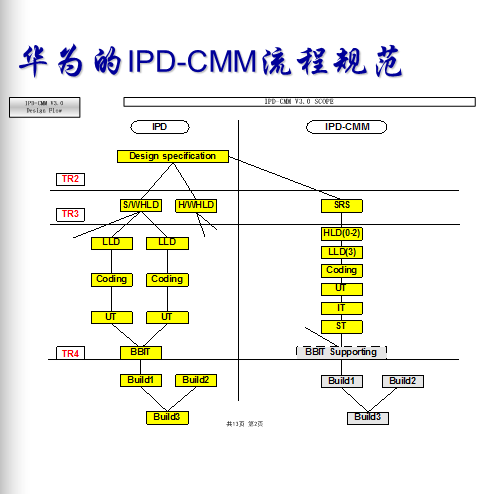 华为的IPD-CMM流程规范
IPD-CMM V3.0
Design Flow
IPD-CMM V3.0 SCOPE
IPD
IPD-CMM
Design specification
TR2
S/WHLD
H/WHLD
SRS
TR3
HLD(0-2)
LLD
LLD
LLD(3)
Coding
Coding
Coding
UT
IT
UT
UT
ST
TR4
BBIT
BBIT Supporting
Build1
Build2
Build1
Build2
Build3
Build3
共13页 第2页